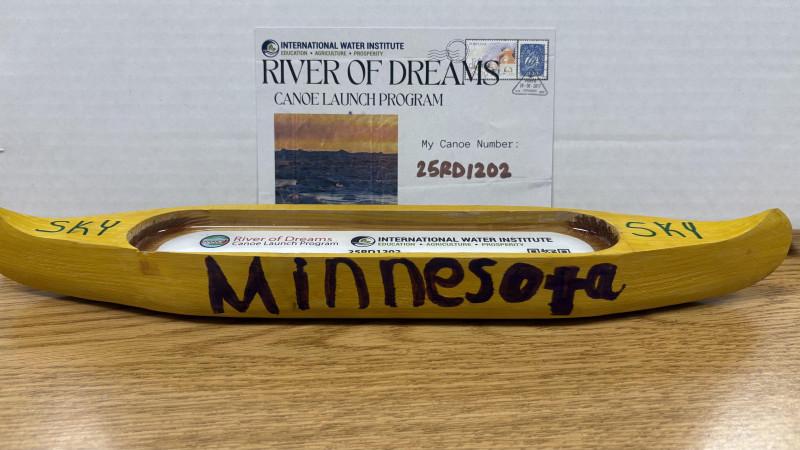 INTERNATIONAL WATER INSTITUTE
EDUCATION • AGRICULTURE • PROSPERITY
RIVER OF DREAMS
CANOE LAUNCH PROGRAM
My Canoe Number:
25RD1202
SKY
SKY
River of Dreams
Canoe Launch Program
INTERNATIONAL WATER INSTITUTE
EDUCATION • AGRICULTURE • PROSPERITY
25RD1202
Minnesota